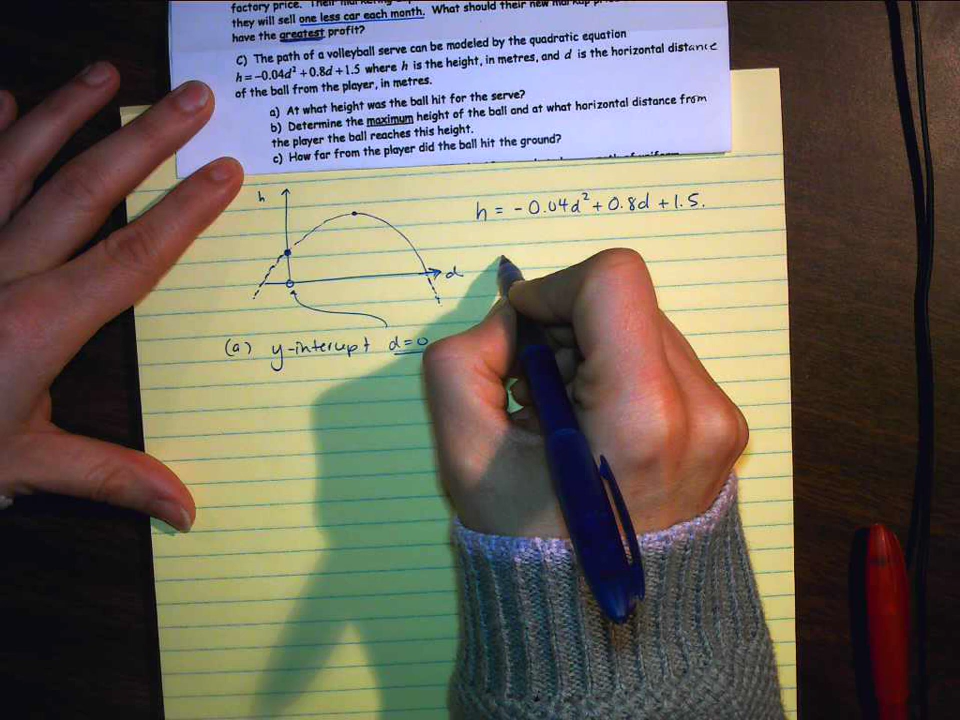 factory price.
they will sell one less car each month. What should their new
have the greatest profit?
C) The path of a volleyball serve can be modeled by the quadratic equation
h = -0.04d² + 0.8d + 1.5 where h is the height, in metres, and d is the horizontal distance
of the ball from the player, in metres.
a) At what height was the ball hit for the serve?
b) Determine the maximum height of the ball and at what horizontal distance from
the player the ball reaches this height.
c) How far from the player did the ball hit the ground?
h
h = -0.04d² + 0.8d + 1.5.
d
(a) y-intercept d=0